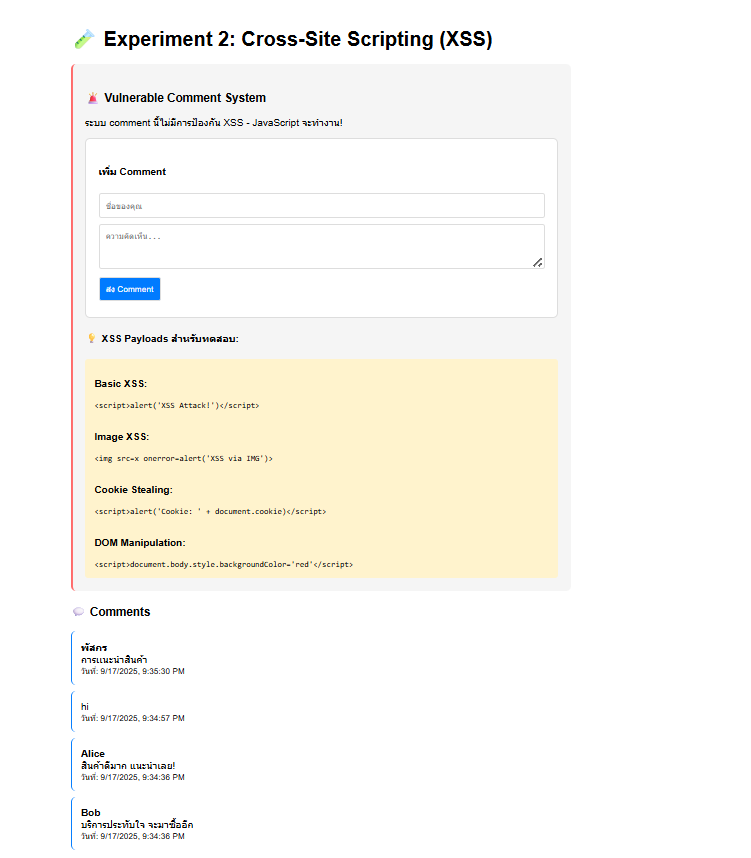 Experiment 2: Cross-Site Scripting (XSS)
Vulnerable Comment System
ระบบ comment นี้ไม่มีการป้องกัน XSS - JavaScript จะทำงาน!
เพิ่ม Comment
ชื่อของคุณ
ความคิดเห็น...
ส่ง Comment
XSS Payloads สำหรับทดสอบ:
Basic XSS:
<script>alert('XSS Attack!')</script>
Image XSS:
<img src=x onerror=alert('XSS via IMG')>
Cookie Stealing:
<script>alert('Cookie: ' + document.cookie)</script>
DOM Manipulation:
<script>document.body.style.backgroundColor='red'</script>
Comments
พัสกร
การแนะนำสินค้า
วันที่: 9/17/2025, 9:35:30 PM
hi
วันที่: 9/17/2025, 9:34:57 PM
Alice
สินค้าดีมาก แนะนำเลย!
วันที่: 9/17/2025, 9:34:36 PM
Bob
บริการประทับใจ จะมาซื้ออีก
วันที่: 9/17/2025, 9:34:36 PM